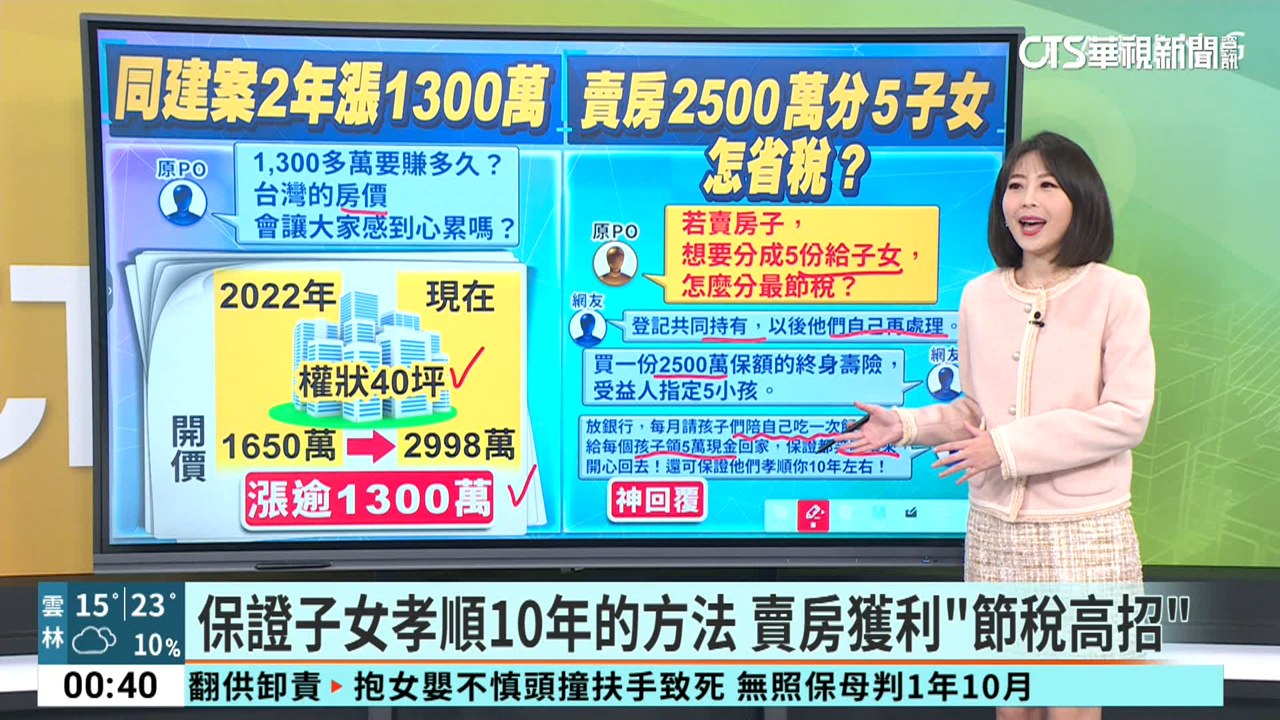 CTS華視新聞資訊
同建案2年漲1300萬
原PO
1,300多萬要賺多久？
台灣的房價
會讓大家感到心累嗎？
2022年
現在
權狀40坪
開價
1650萬
2998萬
漲逾1300萬
賣房2500萬分5子女
怎省稅？
原PO
若賣房子，
想要分成5份給子女，
怎麼分最節稅？
網友
登記共同持有，以後他們自己再處理。
買一份2500萬保額的終身壽險，
受益人指定5小孩。
網友
放銀行，每月請孩子們陪自己吃一次
給每個孩子領5萬現金回家，保證都
開心回去！還可保證他們孝順你10年左右！
神回覆
雲林
15° 23°
10%
保證子女孝順10年的方法 賣房獲利"節稅高招"
00:40
翻供卸責 抱女嬰不慎頭撞扶手致死 無照保母判1年10月